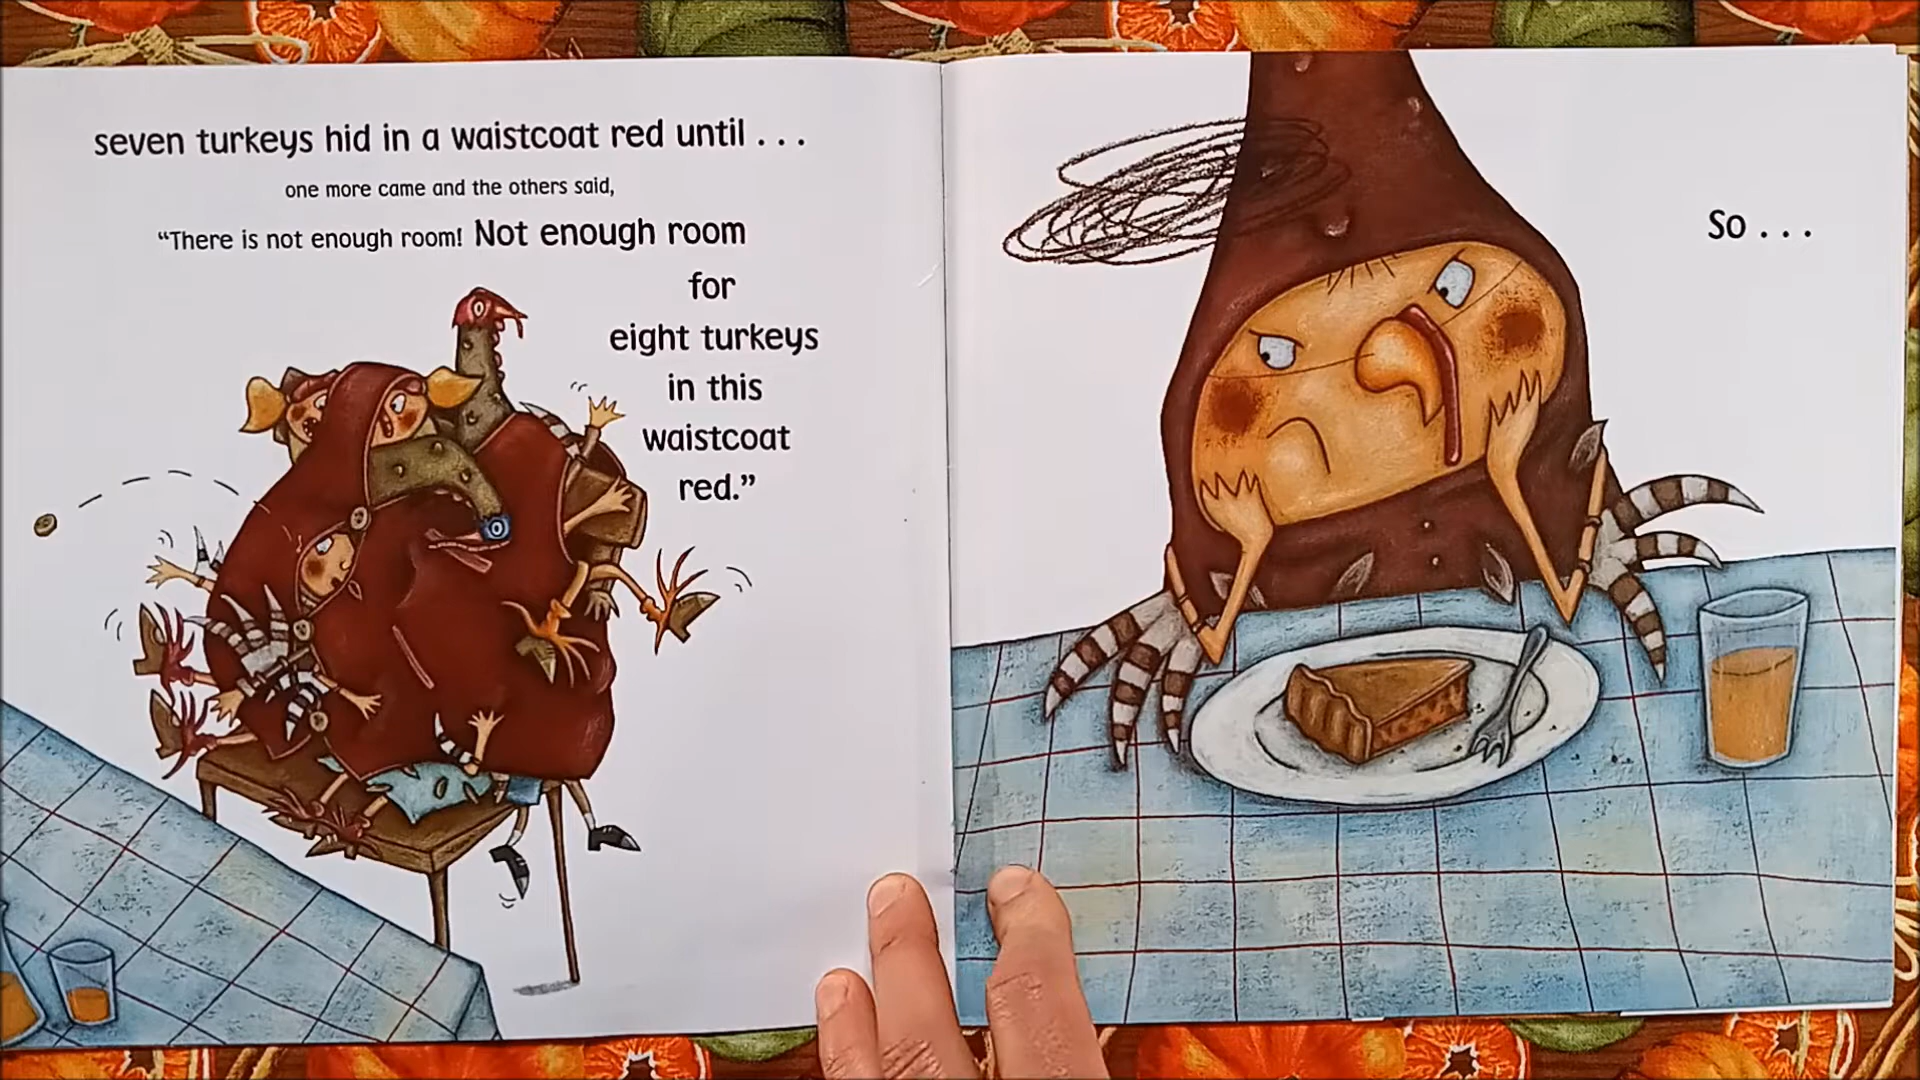 seven turkeys hid in a waistcoat red until . . .
one more came and the others said,
“There is not enough room! Not enough room
for
eight turkeys
in this
waistcoat
red.”
So . . .